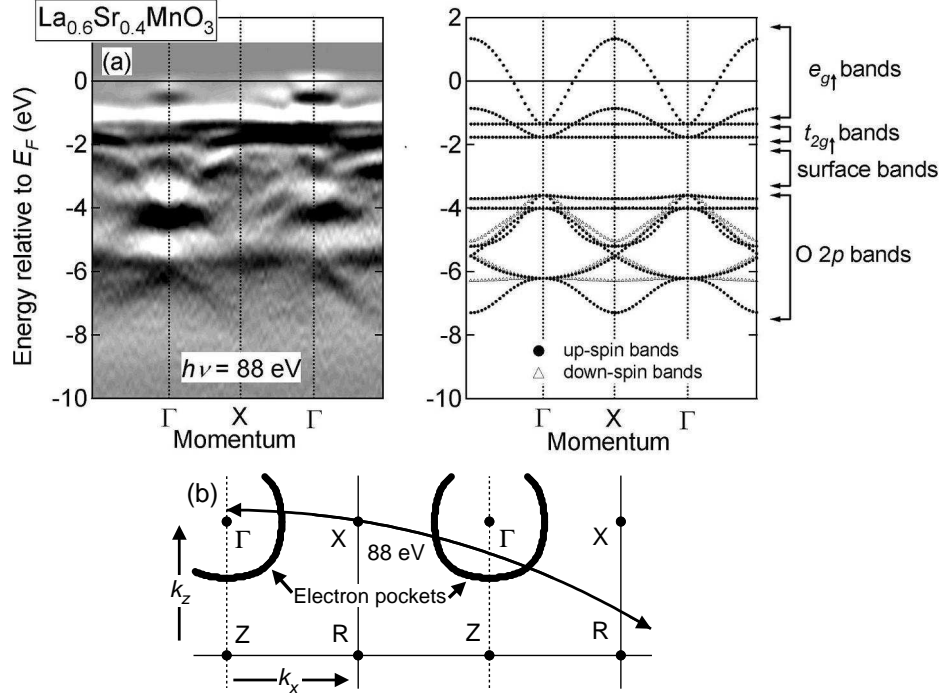 La0.6Sr0.4MnO3
(a)
Energy relative to EF (eV)
0
-2
-4
-6
-8
-10
hν = 88 eV
Γ X Γ
Momentum
2
0
-2
-4
-6
-8
-10
up-spin bands
down-spin bands
Γ X Γ
Momentum
eg↑ bands
t2g↑ bands
surface bands
O 2p bands
(b)
Γ X Γ X
88 eV
Electron pockets
kz
Z R Z R
kx